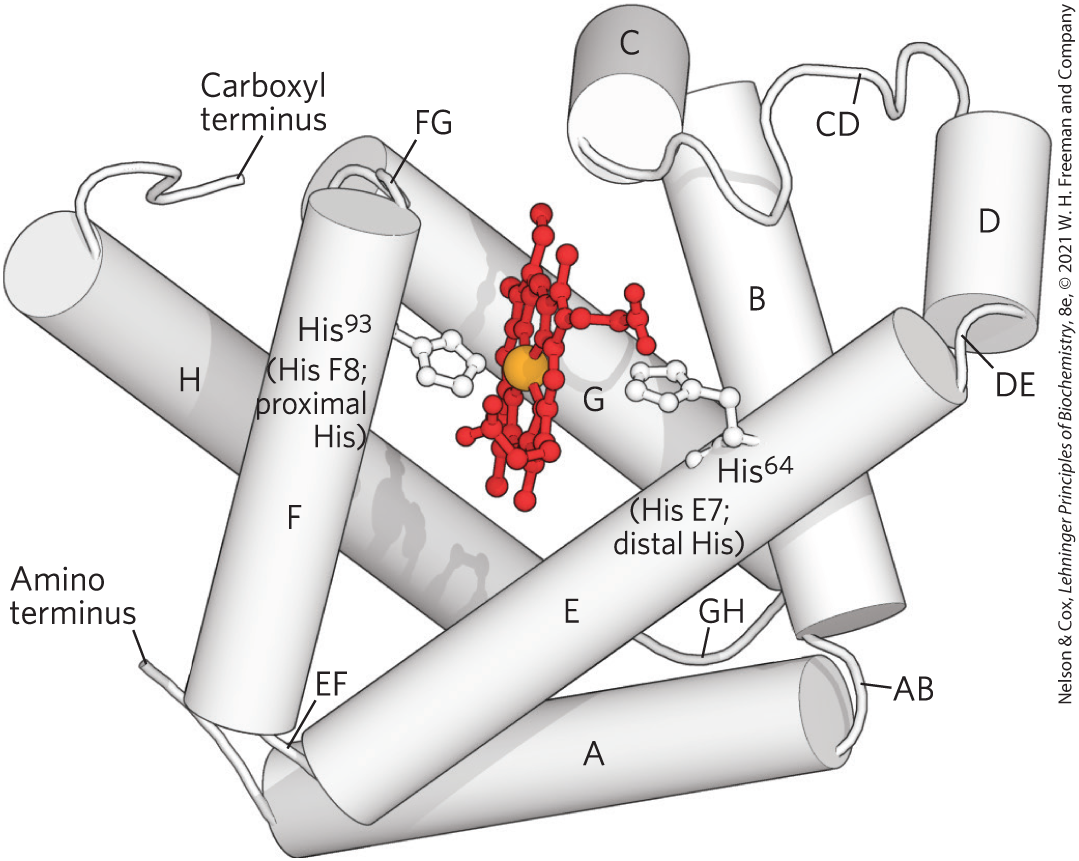 C
Carboxyl
terminus
FG
CD
D
B
His93
(His F8;
proximal
His)
H
G
DE
His64
(His E7;
distal His)
F
Amino
terminus
E
GH
EF
AB
A
Nelson & Cox, Lehninger Principles of Biochemistry, 8e, © 2021 W. H. Freeman and Company